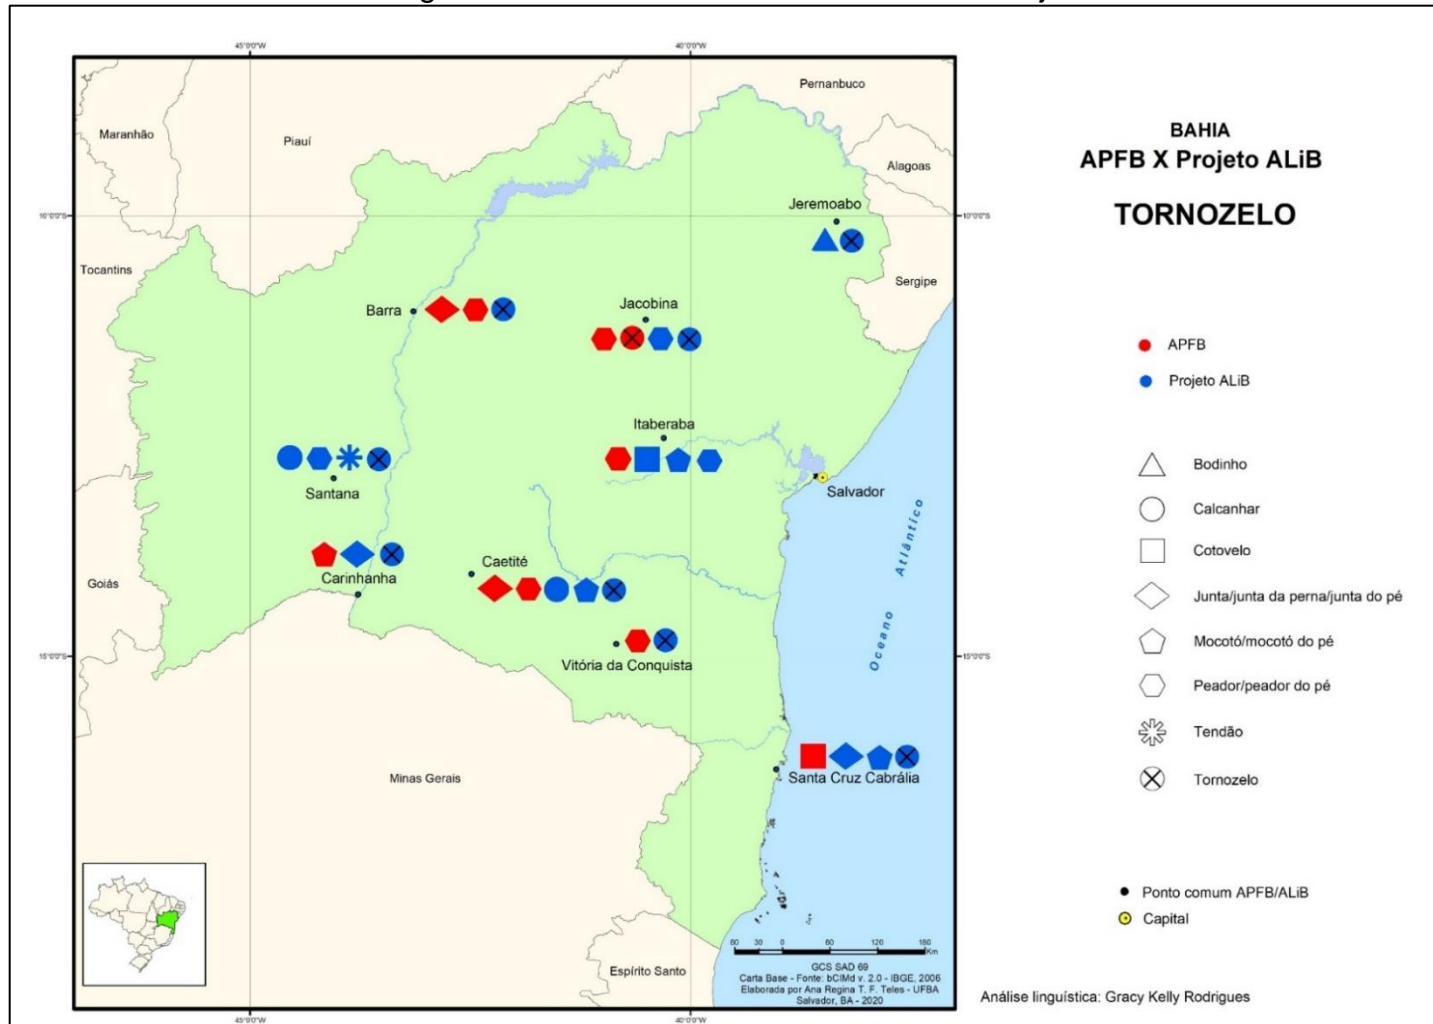 45°0'0"W
40°0'0"W
Pernambuco
Maranhão
Piauí
Alagoas
Jeremoabo
10°0'0"S
10°0'0"S
Tocantins
Sergipe
Barra
Jacobina
Itaberaba
Santana
Salvador
Oceano Atlântico
Carinhanha
Caetité
Goiás
15°0'0"S
15°0'0"S
Vitória da Conquista
Minas Gerais
Santa Cruz Cabrália
Espírito Santo
60 30 0 60 120 180
Km
GCS SAD 69
Carta Base - Fonte: bCIMd v. 2.0 - IBGE, 2006
Elaborada por Ana Regina T. F. Teles - UFBA
Salvador, BA - 2020
45°0'0"W
40°0'0"W
BAHIA
APFB X Projeto ALiB
TORNOZELO
APFB
Projeto ALiB
Bodinho
Calcanhar
Cotovelo
Junta/junta da perna/junta do pé
Mocotó/mocotó do pé
Peador/peador do pé
Tendão
Tornozelo
Ponto comum APFB/ALiB
Capital
Análise linguística: Gracy Kelly Rodrigues